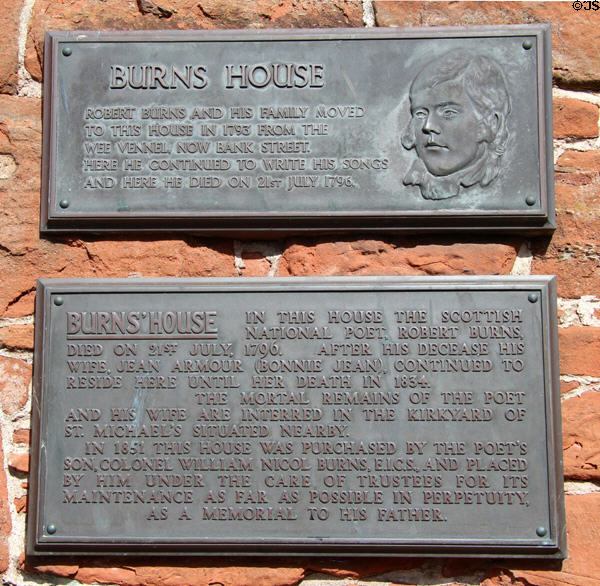 ©JS
BURNS HOUSE
ROBERT BURNS AND HIS FAMILY MOVED
TO THIS HOUSE IN 1793 FROM THE
WEE VENNEL, NOW BANK STREET.
HERE HE CONTINUED TO WRITE HIS SONGS
AND HERE HE DIED ON 21ST JULY 1796.
BURNS' HOUSE IN THIS HOUSE THE SCOTTISH
NATIONAL POET, ROBERT BURNS,
DIED ON 21ST JULY, 1796. AFTER HIS DECEASE HIS
WIFE, JEAN ARMOUR (BONNIE JEAN), CONTINUED TO
RESIDE HERE UNTIL HER DEATH IN 1834.
THE MORTAL REMAINS OF THE POET
AND HIS WIFE ARE INTERRED IN THE KIRKYARD OF
ST. MICHAEL'S SITUATED NEARBY.
IN 1851 THIS HOUSE WAS PURCHASED BY THE POET'S
SON, COLONEL WILLIAM NICOL BURNS, E.I.C.S., AND PLACED
BY HIM UNDER THE CARE OF TRUSTEES FOR ITS
MAINTENANCE AS FAR AS POSSIBLE IN PERPETUITY,
AS A MEMORIAL TO HIS FATHER.